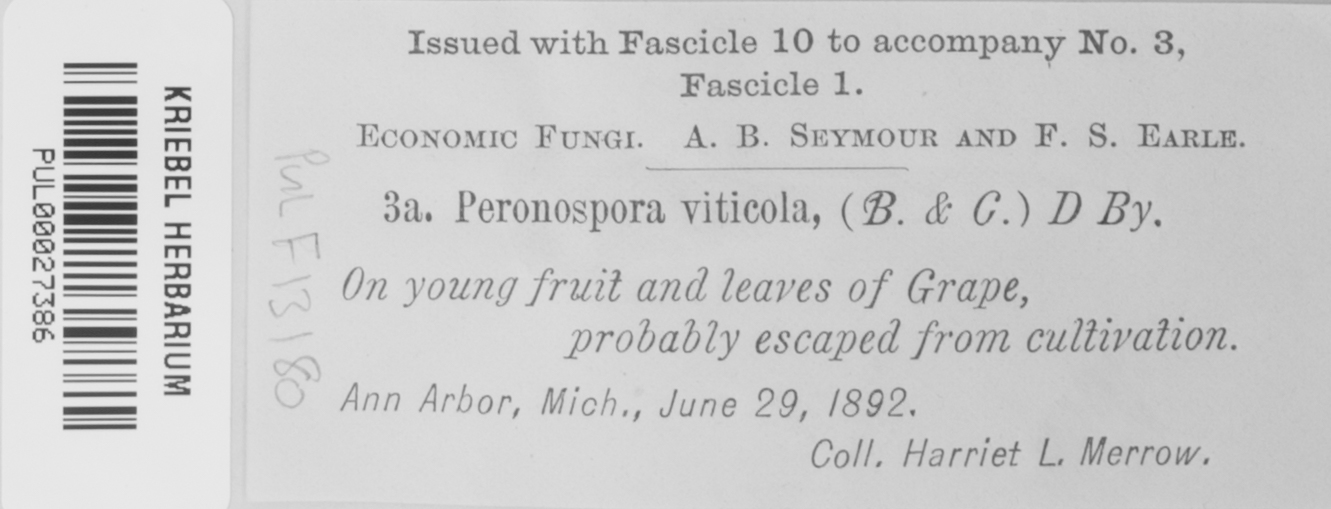 Issued with Fascicle 10 to accompany No. 3,
Fascicle 1.
ECONOMIC FUNGI. A. B. SEYMOUR AND F. S. EARLE.
3a. Peronospora viticola, (B. & C.) D By.
On young fruit and leaves of Grape,
probably escaped from cultivation.
Ann Arbor, Mich., June 29, 1892.
Coll. Harriet L. Merrow.
PUL F13180
KRIEBEL HERBARIUM
PUL00027386